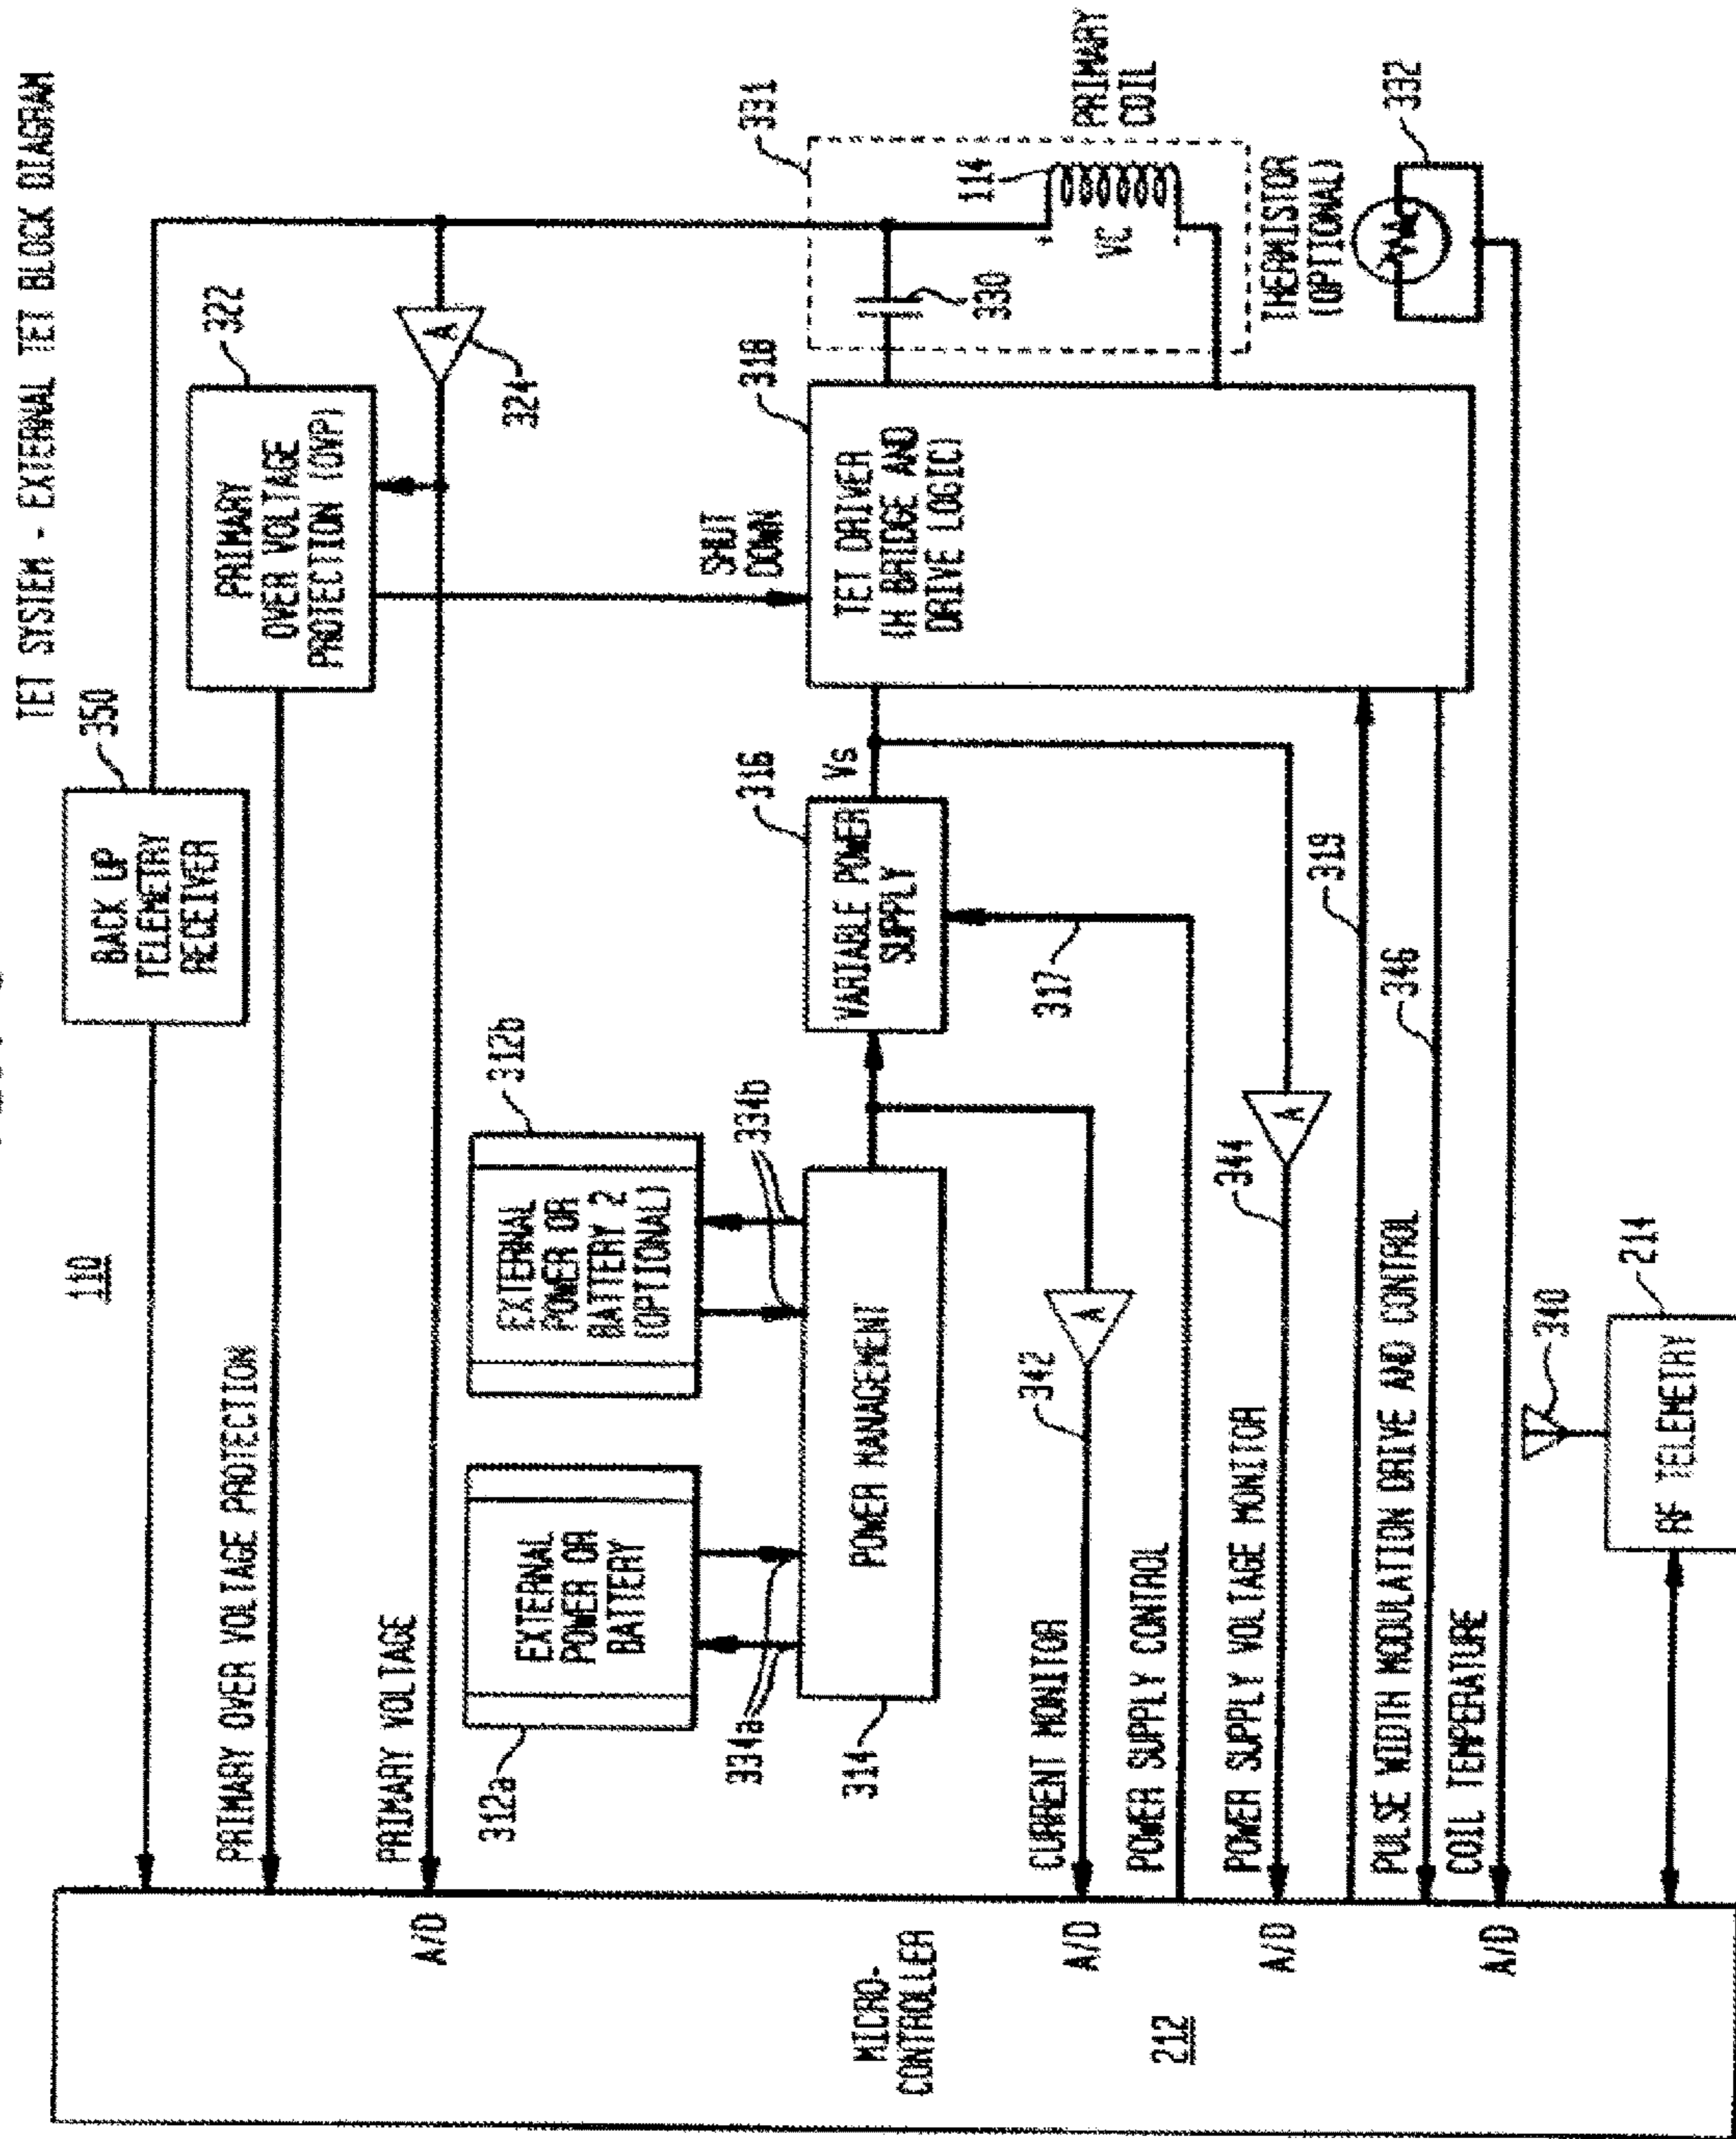 TET SYSTEM - EXTERNAL TET BLOCK DIAGRAM
110
350
BACK UP
TELEMETRY
RECEIVER
322
PRIMARY
OVER VOLTAGE
PROTECTION (OVP)
PRIMARY OVER VOLTAGE PROTECTION
A
324
PRIMARY VOLTAGE
A/D
312a
EXTERNAL
POWER OR
BATTERY
312b
EXTERNAL
POWER OR
BATTERY 2
(OPTIONAL)
334a
334b
SHUT
DOWN
314
POWER MANAGEMENT
316
VARIABLE POWER
SUPPLY
Vs
317
318
TET DRIVER
(H BRIDGE AND
DRIVE LOGIC)
330
331
114
VC
PRIMARY
COIL
MICRO-
CONTROLLER
212
CURRENT MONITOR
A/D
342
A
POWER SUPPLY CONTROL
POWER SUPPLY VOLTAGE MONITOR
A/D
344
A
319
PULSE WIDTH MODULATION DRIVE AND CONTROL
346
COIL TEMPERATURE
A/D
THERMISTOR
(OPTIONAL)
332
340
214
RF TELEMETRY